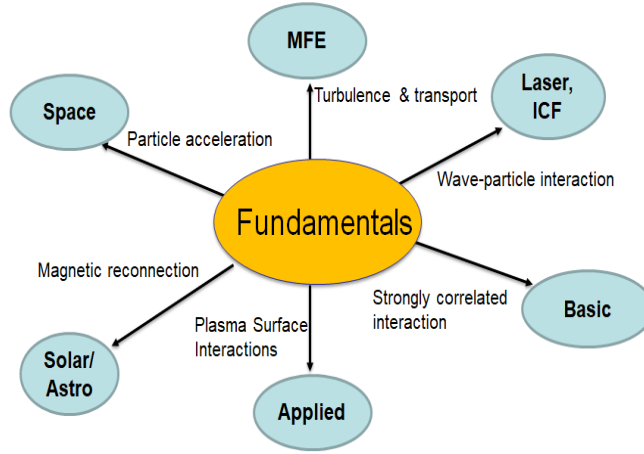 MFE
Laser,
ICF
Turbulence & transport
Space
Particle acceleration
Wave-particle interaction
Fundamentals
Magnetic reconnection
Strongly correlated
interaction
Basic
Plasma Surface
Interactions
Solar/
Astro
Applied